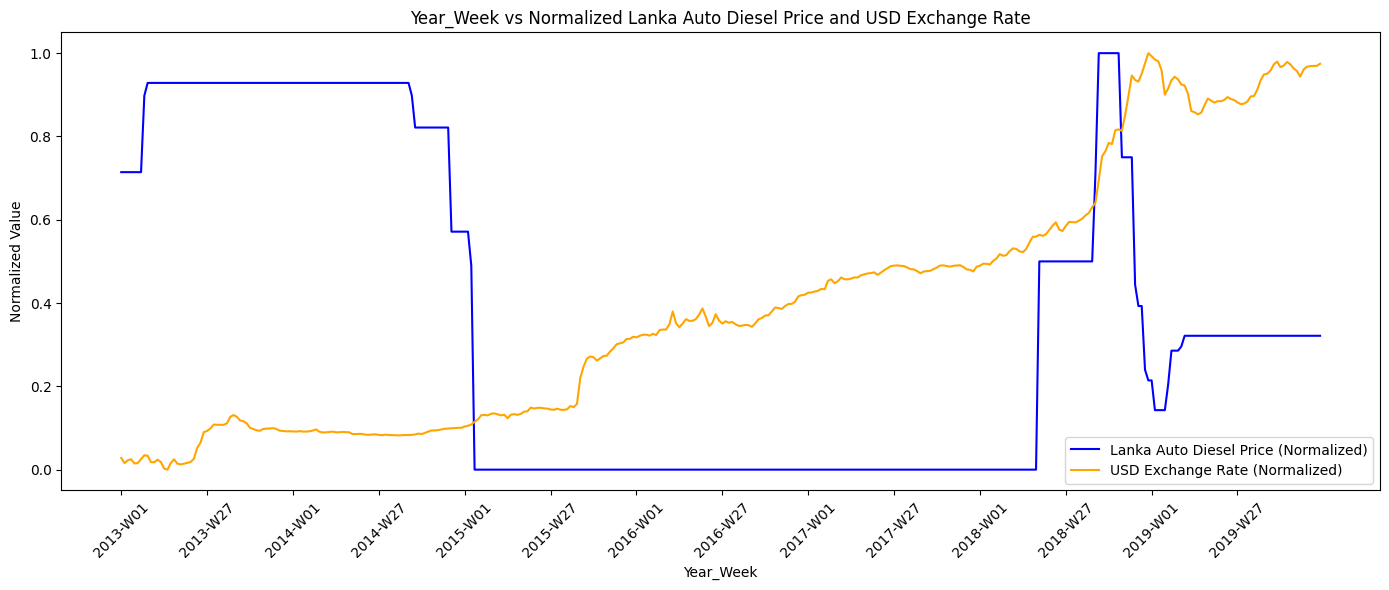 Year_Week vs Normalized Lanka Auto Diesel Price and USD Exchange Rate
Normalized Value
1.0
0.8
0.6
0.4
0.2
0.0
Lanka Auto Diesel Price (Normalized)
USD Exchange Rate (Normalized)
2013-W01
2013-W27
2014-W01
2014-W27
2015-W01
2015-W27
2016-W01
2016-W27
2017-W01
2017-W27
2018-W01
2018-W27
2019-W01
2019-W27
Year_Week